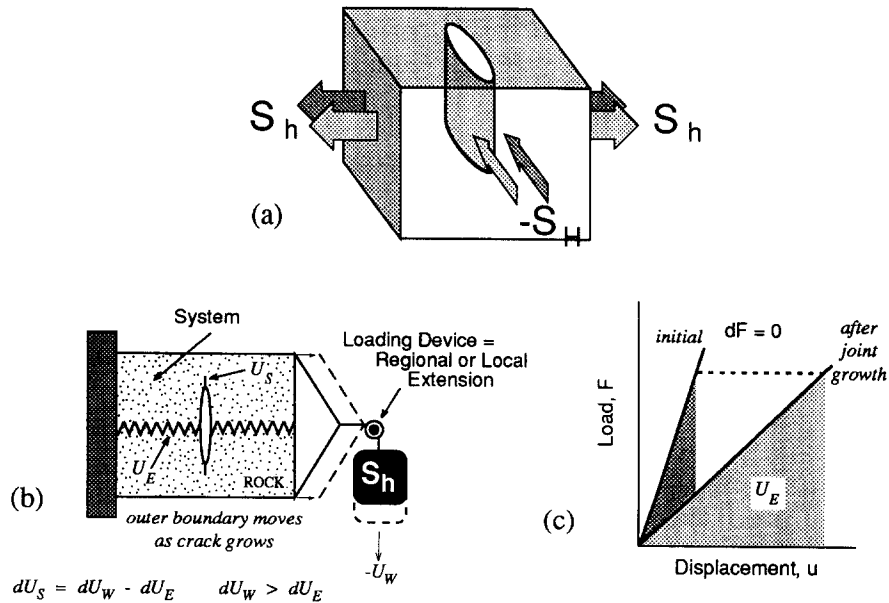 S h
S h
-S H
(a)
System
U S
Loading Device =
Regional or Local
Extension
U E
ROCK
S h
(b)
outer boundary moves
as crack grows
-U W
dU S = dU W - dU E
dU W > dU E
initial
dF = 0
after
joint
growth
Load, F
U E
(c)
Displacement, u